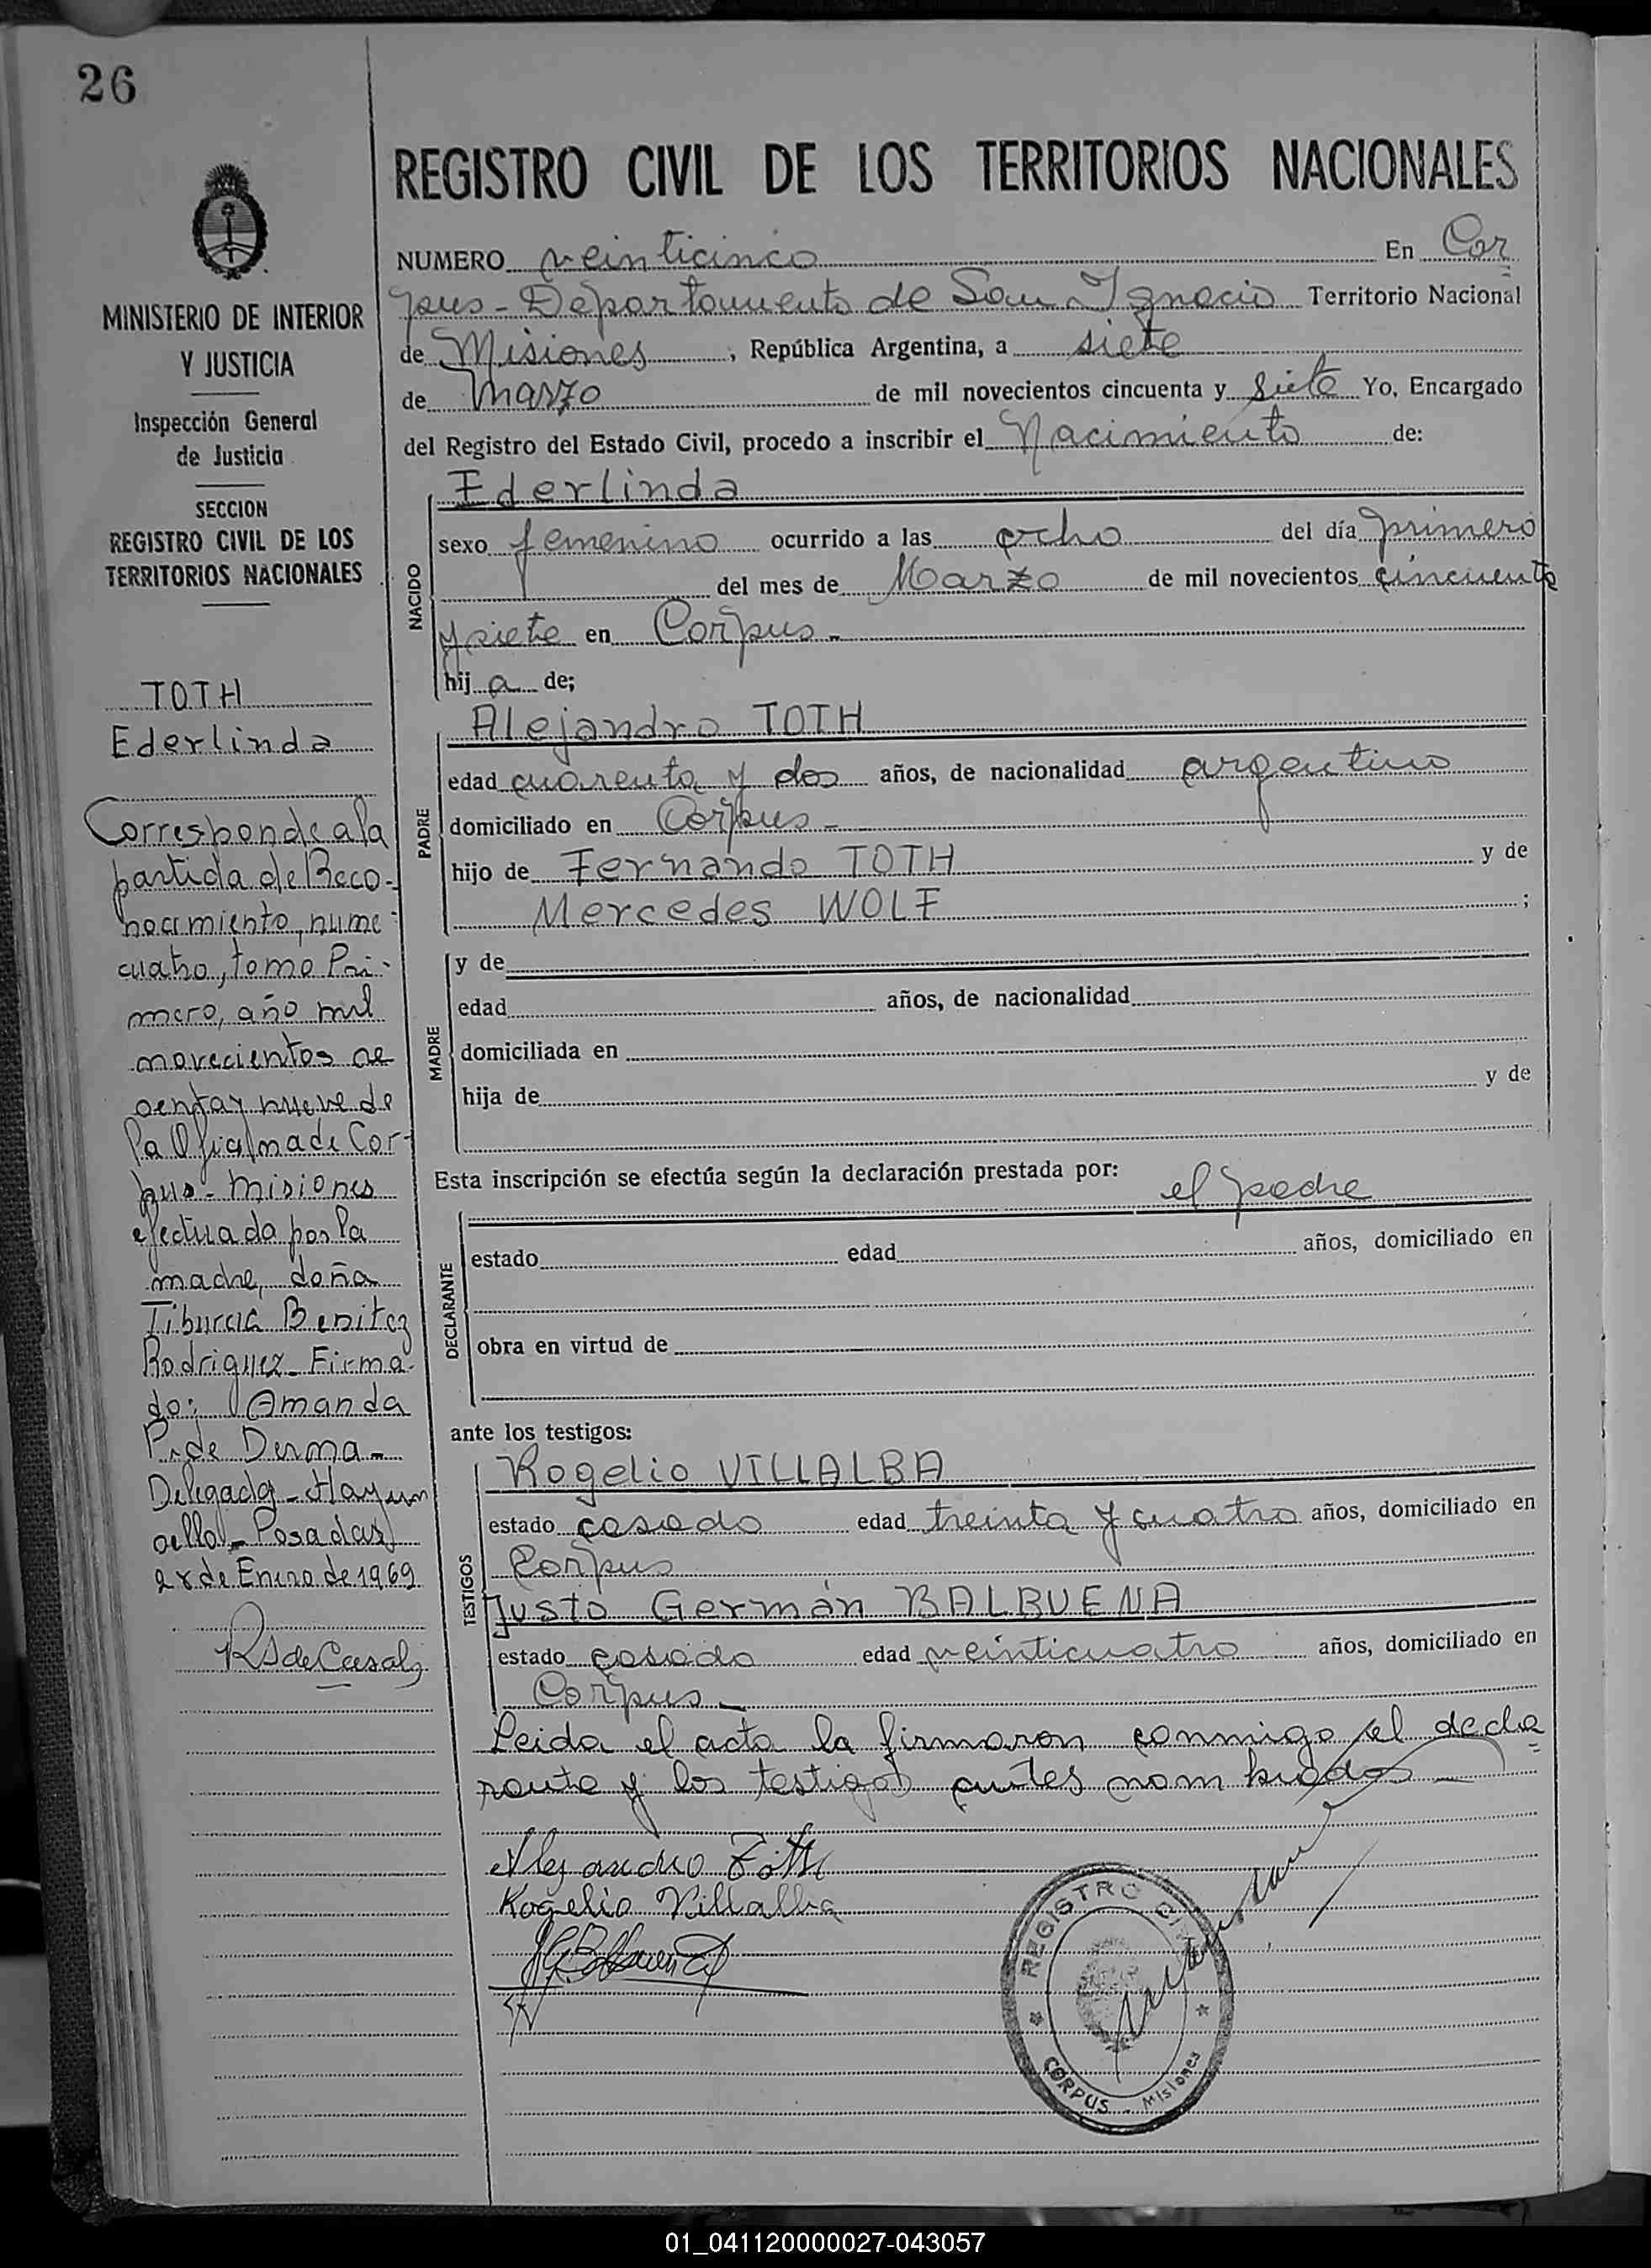 26
MINISTERIO DE INTERIOR
Y JUSTICIA
Inspección General
de Justicia
SECCION
REGISTRO CIVIL DE LOS
TERRITORIOS NACIONALES
TOTH
Ederlinda
Corresponde a la
partida de Reco-
nocimiento, nume-
cuatro, tomo Pri-
mero, año mil
novecientos se
senta y nueve de
la Oficina de Cor-
pus - Misiones
efectuado por la
madre, doña
Tiburcia Benitez
Rodriguez - Firma-
do: Amanda
P. de Derma -
Delegada - Hay un
sello - Posadas
28 de Enero de 1969
REGISTRO CIVIL DE LOS TERRITORIOS NACIONALES
NUMERO veinticinco En Cor
pus - Departamento de San Ignacio Territorio Nacional
de Misiones, República Argentina, a siete
de Marzo de mil novecientos cincuenta y siete Yo, Encargado
del Registro del Estado Civil, procedo a inscribir el Nacimiento de:
NACIDO
Ederlinda
sexo femenino ocurrido a las ocho del día primero
del mes de Marzo de mil novecientos cincuenta
y siete en Corpus -
hij a de;
PADRE
Alejandro TOTH
edad cuarenta y dos años, de nacionalidad argentino
domiciliado en Corpus -
hijo de Fernando TOTH y de
Mercedes WOLF ;
MADRE
y de
edad años, de nacionalidad
domiciliada en
hija de y de
Esta inscripción se efectúa según la declaración prestada por: el padre
DECLARANTE
estado edad años, domiciliado en
obra en virtud de
ante los testigos:
TESTIGOS
Rogelio VILLALBA
estado casado edad treinta y cuatro años, domiciliado en
Corpus
Justo Germán BALBUENA
estado casado edad veinticuatro años, domiciliado en
Corpus -
Leida el acta la firmaron conmigo, el decla
rante y los testigos antes nombrados
Alejandro Toth
Rogelio Villalba
JGBalbuena
REGISTRO CIVIL
CORPUS - Misiones
01_041120000027-043057